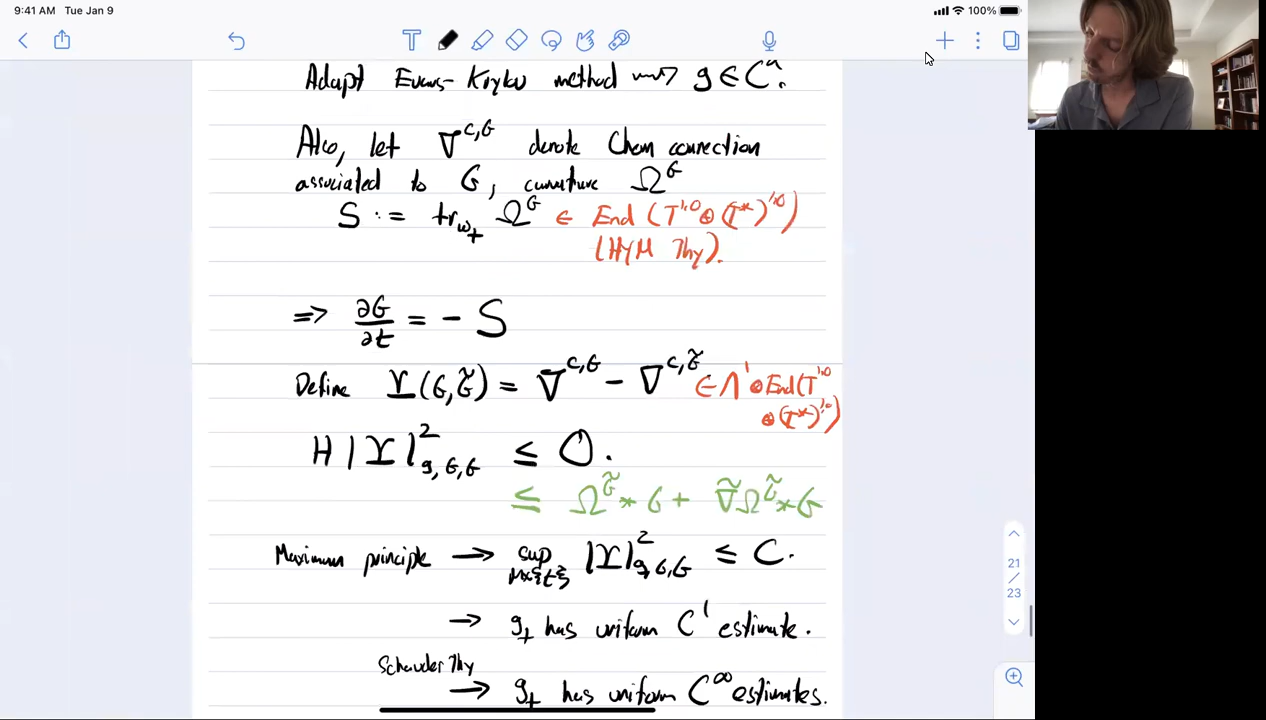 9:41 AM Tue Jan 9
100%
Adapt Evans-Krylov method ⇝ g ∈ C^α.
Also, let ∇^{C,G} denote Chern connection
associated to G, curvature Ω^G
S := tr_{ω_t} Ω^G ∈ End(T^{1,0} ⊕ (T^*)^{1,0})
(HYM Thy).
⇒ ∂G/∂t = - S
Define Υ(G, G̃) = ∇^{C,G} - ∇^{C,G̃} ∈ Λ^1 ⊗ End(T^{1,0}
⊕ (T^*)^{1,0})
H |Υ|^2_{g,G,G} ≤ 0.
≤ Ω^{G̃} * G + ∇̃Ω^{G̃} * G
Maximum principle → sup_{M×{t}} |Υ|^2_{g,G,G} ≤ C.
→ g_t has uniform C^1 estimate.
Schauder Thy
→ g_t has uniform C^∞ estimates.
21
/
23